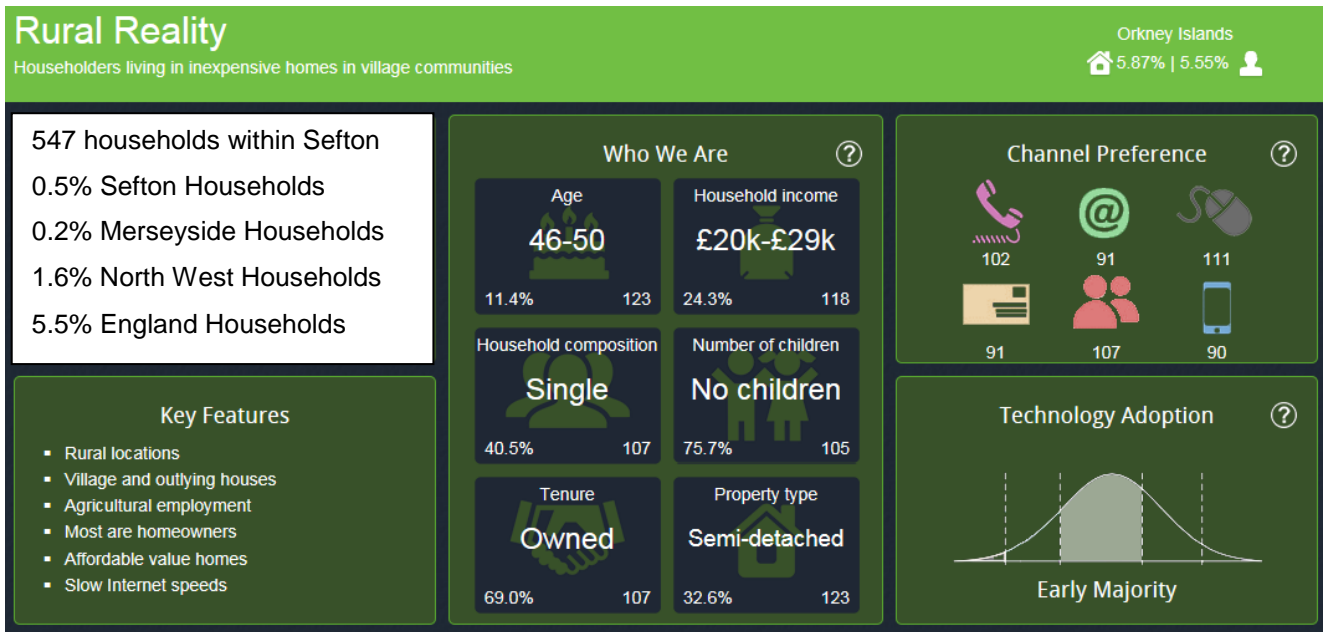 Rural Reality
Householders living in inexpensive homes in village communities
Orkney Islands
5.87% | 5.55%
547 households within Sefton
0.5% Sefton Households
0.2% Merseyside Households
1.6% North West Households
5.5% England Households
Key Features
▪ Rural locations
▪ Village and outlying houses
▪ Agricultural employment
▪ Most are homeowners
▪ Affordable value homes
▪ Slow Internet speeds
Who We Are ?
Age
46-50
11.4% 123
Household income
£20k-£29k
24.3% 118
Household composition
Single
40.5% 107
Number of children
No children
75.7% 105
Tenure
Owned
69.0% 107
Property type
Semi-detached
32.6% 123
Channel Preference ?
@
102 91 111
91 107 90
Technology Adoption ?
Early Majority